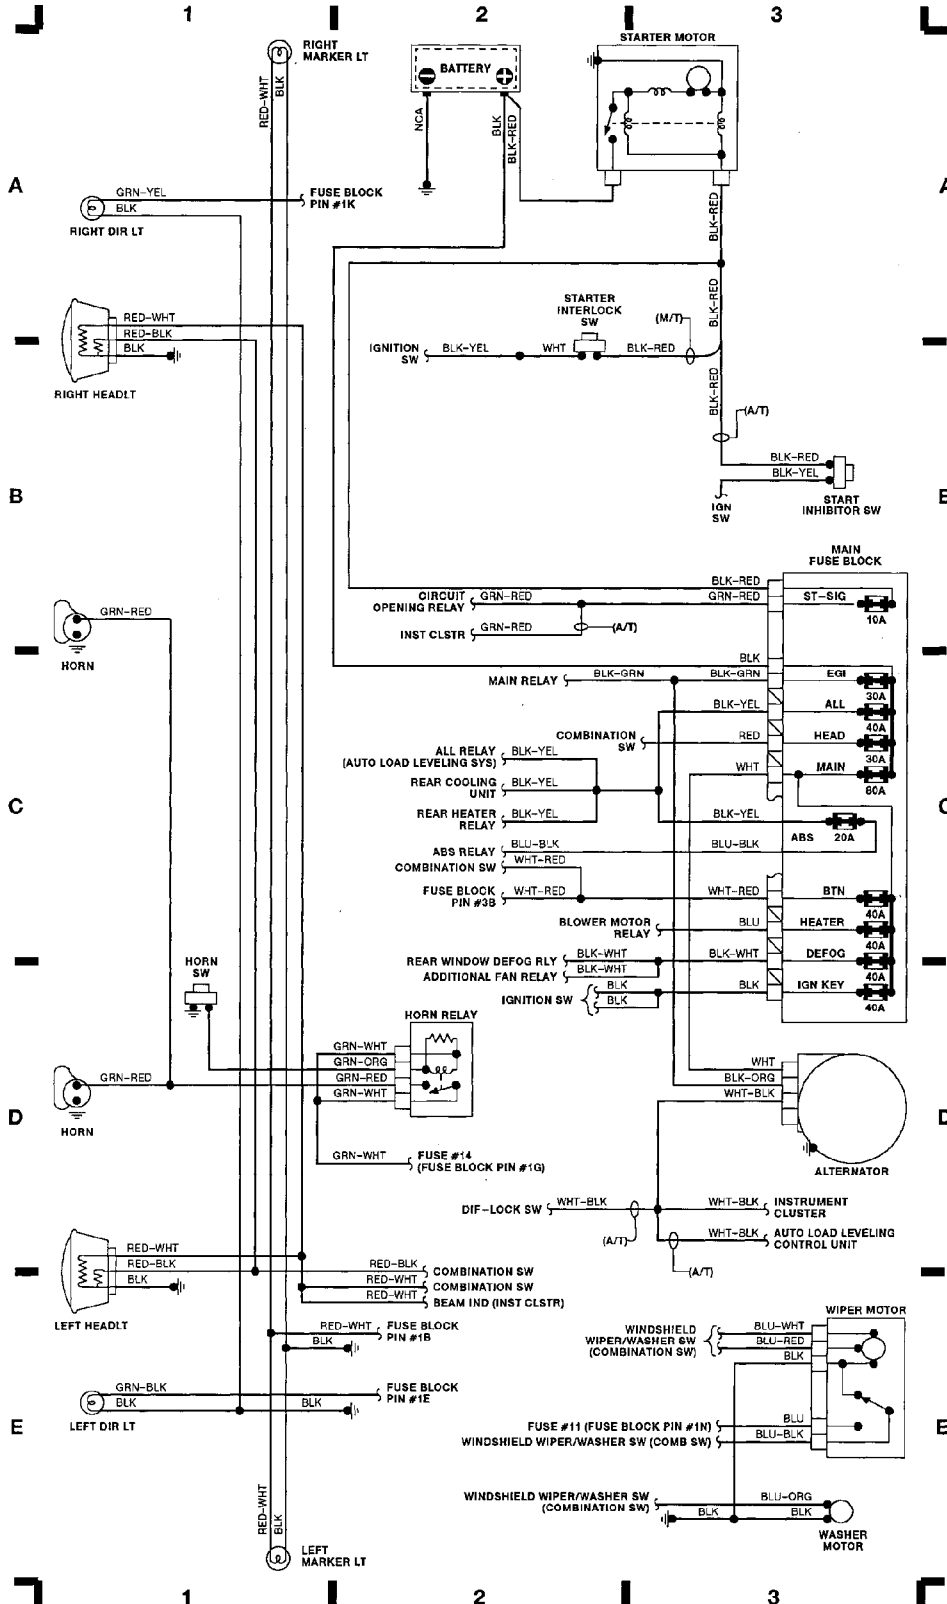 1
2
3
RIGHT
MARKER LT
RED-WHT
BLK
BATTERY
NCA
BLK
BLK-RED
STARTER MOTOR
A
A
GRN-YEL
BLK
FUSE BLOCK
PIN #1K
RIGHT DIR LT
BLK-RED
RED-WHT
RED-BLK
BLK
RIGHT HEADLT
STARTER
INTERLOCK
SW
(M/T)
BLK-RED
IGNITION
SW
BLK-YEL
WHT
BLK-RED
BLK-RED
(A/T)
BLK-RED
BLK-YEL
IGN
SW
START
INHIBITOR SW
B
MAIN
FUSE BLOCK
BLK-RED
CIRCUIT
OPENING RELAY
GRN-RED
GRN-RED
ST-SIG
10A
INST CLSTR
GRN-RED
(A/T)
GRN-RED
HORN
BLK
MAIN RELAY
BLK-GRN
BLK-GRN
EGI
30A
BLK-YEL
ALL
40A
COMBINATION
SW
RED
HEAD
30A
ALL RELAY
(AUTO LOAD LEVELING SYS)
BLK-YEL
WHT
MAIN
80A
REAR COOLING
UNIT
BLK-YEL
C
REAR HEATER
RELAY
BLK-YEL
BLK-YEL
ABS
20A
ABS RELAY
BLU-BLK
BLU-BLK
COMBINATION SW
WHT-RED
FUSE BLOCK
PIN #3B
WHT-RED
WHT-RED
BTN
40A
BLOWER MOTOR
RELAY
BLU
HEATER
40A
REAR WINDOW DEFOG RLY
BLK-WHT
BLK-WHT
DEFOG
40A
ADDITIONAL FAN RELAY
BLK-WHT
IGNITION SW
BLK
BLK
BLK
IGN KEY
40A
HORN
SW
HORN RELAY
GRN-WHT
GRN-ORG
GRN-RED
GRN-WHT
GRN-RED
D
D
HORN
WHT
BLK-ORG
WHT-BLK
ALTERNATOR
GRN-WHT
FUSE #14
(FUSE BLOCK PIN #1G)
DIF-LOCK SW
WHT-BLK
WHT-BLK
INSTRUMENT
CLUSTER
(A/T)
WHT-BLK
AUTO LOAD LEVELING
CONTROL UNIT
(A/T)
RED-WHT
RED-BLK
BLK
LEFT HEADLT
RED-BLK
COMBINATION SW
RED-WHT
COMBINATION SW
RED-WHT
BEAM IND (INST CLSTR)
RED-WHT
FUSE BLOCK
PIN #1B
BLK
WIPER MOTOR
WINDSHIELD
WIPER/WASHER SW
(COMBINATION SW)
BLU-WHT
BLU-RED
BLK
GRN-BLK
BLK
BLK
FUSE BLOCK
PIN #1E
E
LEFT DIR LT
FUSE #11 (FUSE BLOCK PIN #1N)
BLU
WINDSHIELD WIPER/WASHER SW (COMB SW)
BLU-BLK
WINDSHIELD WIPER/WASHER SW
(COMBINATION SW)
BLU-ORG
BLK
BLK
WASHER
MOTOR
RED-WHT
BLK
LEFT
MARKER LT
1
2
3